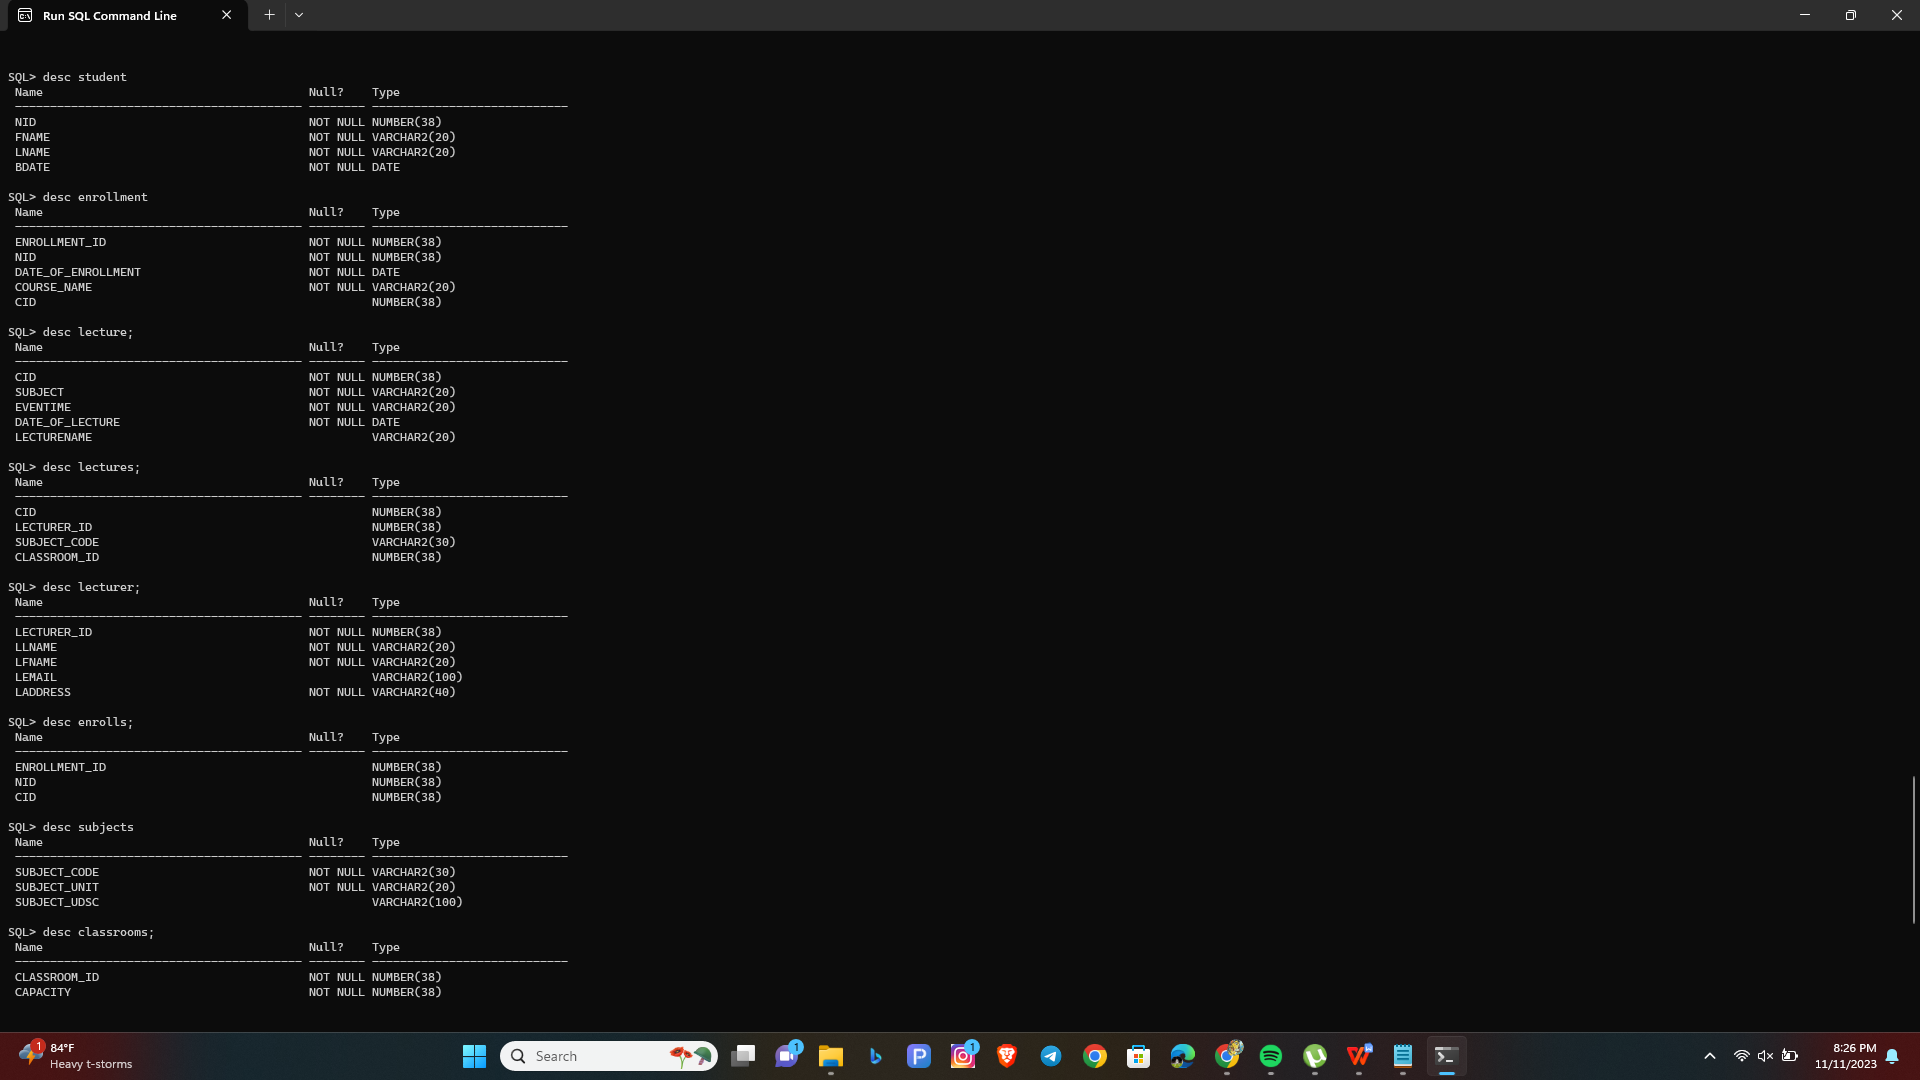 Run SQL Command Line
SQL> desc student
Name Null? Type
----------------------------------------- -------- ----------------------------
NID NOT NULL NUMBER(38)
FNAME NOT NULL VARCHAR2(20)
LNAME NOT NULL VARCHAR2(20)
BDATE NOT NULL DATE
SQL> desc enrollment
Name Null? Type
----------------------------------------- -------- ----------------------------
ENROLLMENT_ID NOT NULL NUMBER(38)
NID NOT NULL NUMBER(38)
DATE_OF_ENROLLMENT NOT NULL DATE
COURSE_NAME NOT NULL VARCHAR2(20)
CID NUMBER(38)
SQL> desc lecture;
Name Null? Type
----------------------------------------- -------- ----------------------------
CID NOT NULL NUMBER(38)
SUBJECT NOT NULL VARCHAR2(20)
EVENTIME NOT NULL VARCHAR2(20)
DATE_OF_LECTURE NOT NULL DATE
LECTURENAME VARCHAR2(20)
SQL> desc lectures;
Name Null? Type
----------------------------------------- -------- ----------------------------
CID NUMBER(38)
LECTURER_ID NUMBER(38)
SUBJECT_CODE VARCHAR2(30)
CLASSROOM_ID NUMBER(38)
SQL> desc lecturer;
Name Null? Type
----------------------------------------- -------- ----------------------------
LECTURER_ID NOT NULL NUMBER(38)
LLNAME NOT NULL VARCHAR2(20)
LFNAME NOT NULL VARCHAR2(20)
LEMAIL VARCHAR2(100)
LADDRESS NOT NULL VARCHAR2(40)
SQL> desc enrolls;
Name Null? Type
----------------------------------------- -------- ----------------------------
ENROLLMENT_ID NUMBER(38)
NID NUMBER(38)
CID NUMBER(38)
SQL> desc subjects
Name Null? Type
----------------------------------------- -------- ----------------------------
SUBJECT_CODE NOT NULL VARCHAR2(30)
SUBJECT_UNIT NOT NULL VARCHAR2(20)
SUBJECT_UDSC VARCHAR2(100)
SQL> desc classrooms;
Name Null? Type
----------------------------------------- -------- ----------------------------
CLASSROOM_ID NOT NULL NUMBER(38)
CAPACITY NOT NULL NUMBER(38)
1
84°F
Heavy t-storms
Search
1
1
8:26 PM
11/11/2023